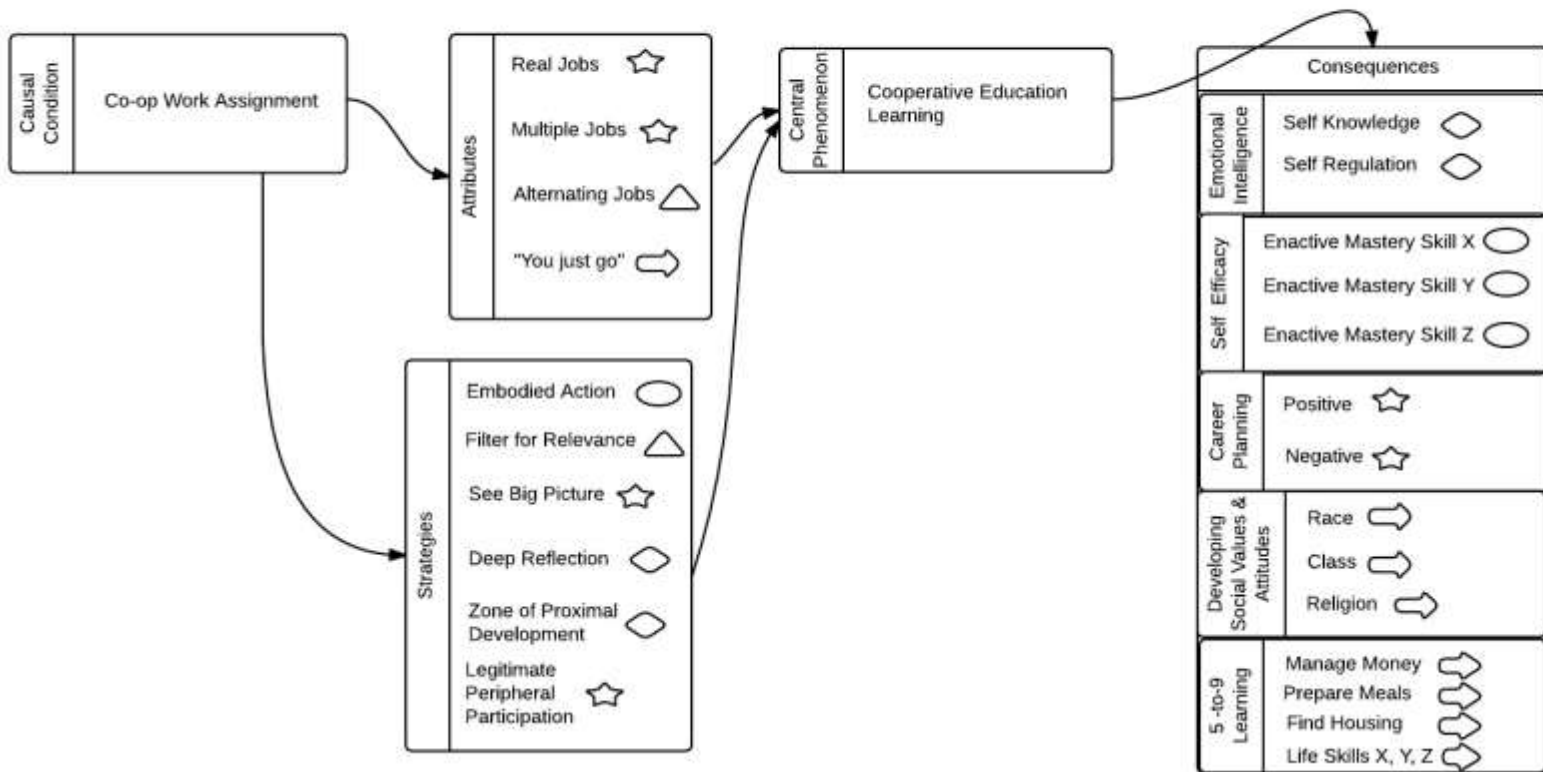 Causal
Condition
Co-op Work Assignment
Attributes
Real Jobs
Multiple Jobs
Alternating Jobs
"You just go"
Strategies
Embodied Action
Filter for Relevance
See Big Picture
Deep Reflection
Zone of Proximal
Development
Legitimate
Peripheral
Participation
Central
Phenomenon
Cooperative Education
Learning
Consequences
Emotional
Intelligence
Self Knowledge
Self Regulation
Self Efficacy
Enactive Mastery Skill X
Enactive Mastery Skill Y
Enactive Mastery Skill Z
Career
Planning
Positive
Negative
Developing
Social Values &
Attitudes
Race
Class
Religion
5 -to-9
Learning
Manage Money
Prepare Meals
Find Housing
Life Skills X, Y, Z